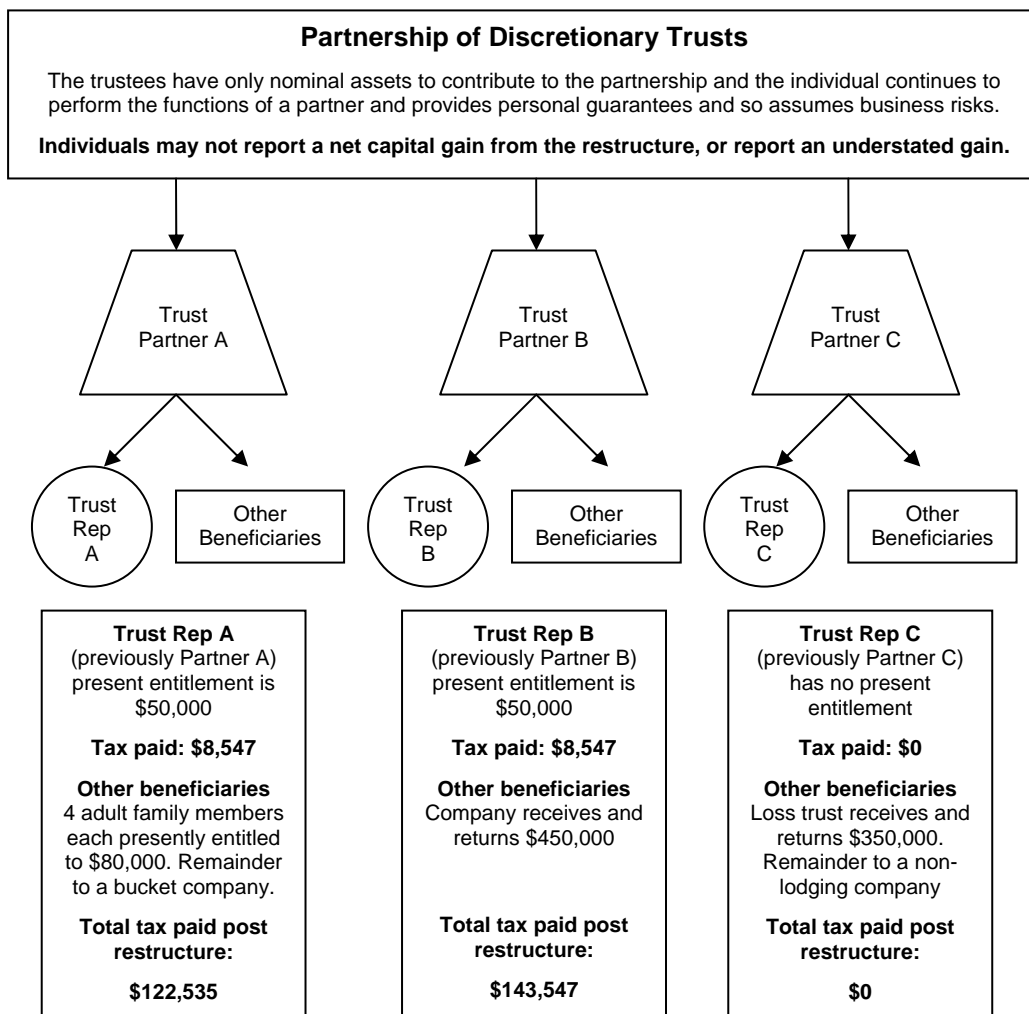 Partnership of Discretionary Trusts
The trustees have only nominal assets to contribute to the partnership and the individual continues to
perform the functions of a partner and provides personal guarantees and so assumes business risks.
Individuals may not report a net capital gain from the restructure, or report an understated gain.
Trust
Partner A
Trust
Partner B
Trust
Partner C
Trust
Rep
A
Other
Beneficiaries
Trust
Rep
B
Other
Beneficiaries
Trust
Rep
C
Other
Beneficiaries
Trust Rep A
(previously Partner A)
present entitlement is
$50,000
Tax paid: $8,547
Other beneficiaries
4 adult family members
each presently entitled
to $80,000. Remainder
to a bucket company.
Total tax paid post
restructure:
$122,535
Trust Rep B
(previously Partner B)
present entitlement is
$50,000
Tax paid: $8,547
Other beneficiaries
Company receives and
returns $450,000
Total tax paid post
restructure:
$143,547
Trust Rep C
(previously Partner C)
has no present
entitlement
Tax paid: $0
Other beneficiaries
Loss trust receives and
returns $350,000.
Remainder to a non-
lodging company
Total tax paid post
restructure:
$0